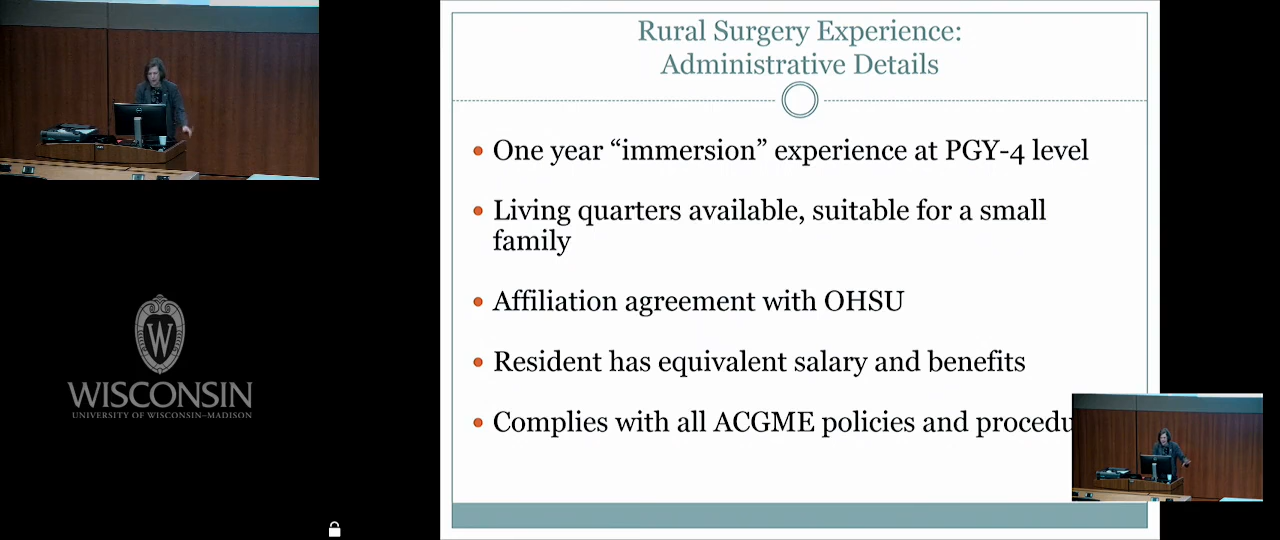 Rural Surgery Experience:
Administrative Details
One year “immersion” experience at PGY-4 level
Living quarters available, suitable for a small
family
Affiliation agreement with OHSU
Resident has equivalent salary and benefits
Complies with all ACGME policies and procedu
W
WISCONSIN
UNIVERSITY OF WISCONSIN–MADISON